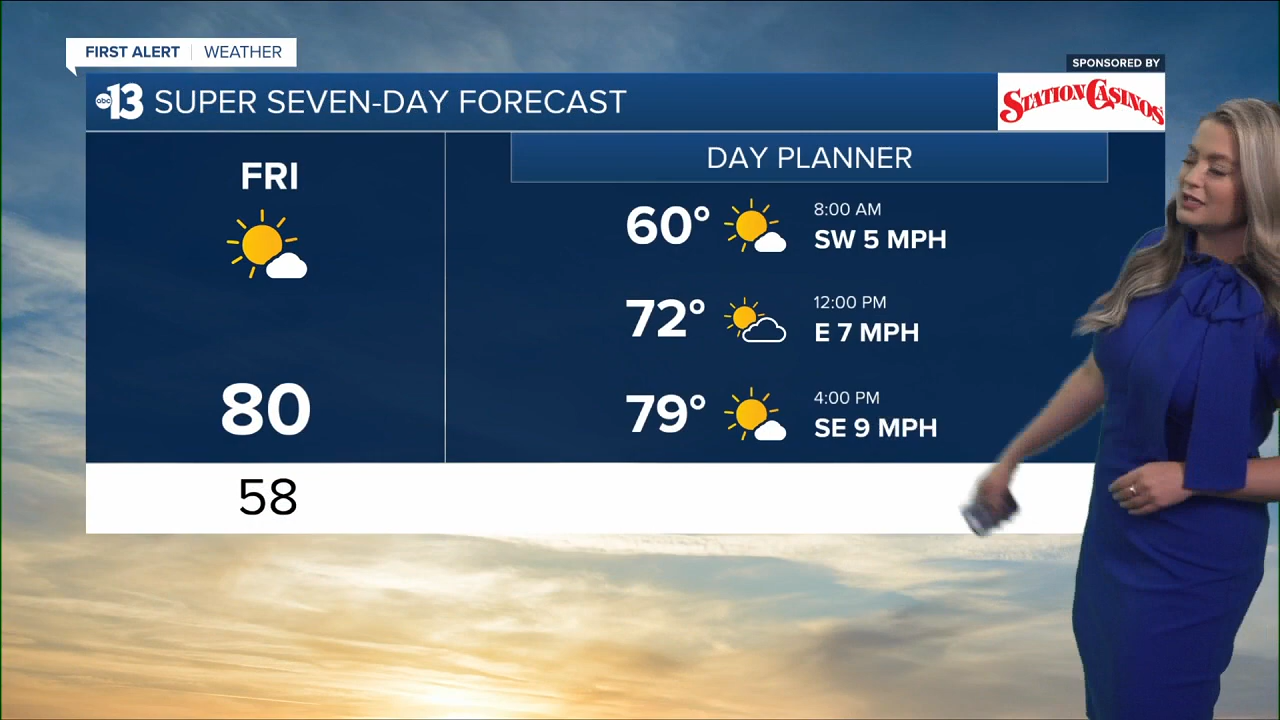 FIRST ALERT | WEATHER
SPONSORED BY
abc 13 SUPER SEVEN-DAY FORECAST
STATION CASINOS
FRI
80
58
DAY PLANNER
60°
8:00 AM
SW 5 MPH
72°
12:00 PM
E 7 MPH
79°
4:00 PM
SE 9 MPH